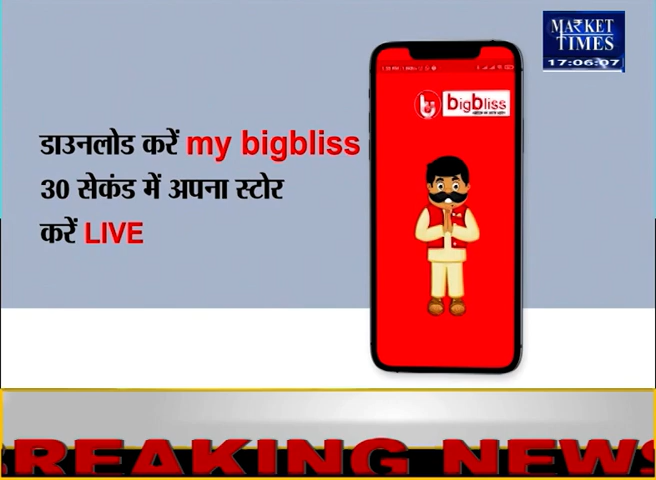 MARKET
TIMES
17:06:07
bigbliss
डाउनलोड करें my bigbliss
30 सेकंड में अपना स्टोर
करें LIVE
BREAKING NEWS